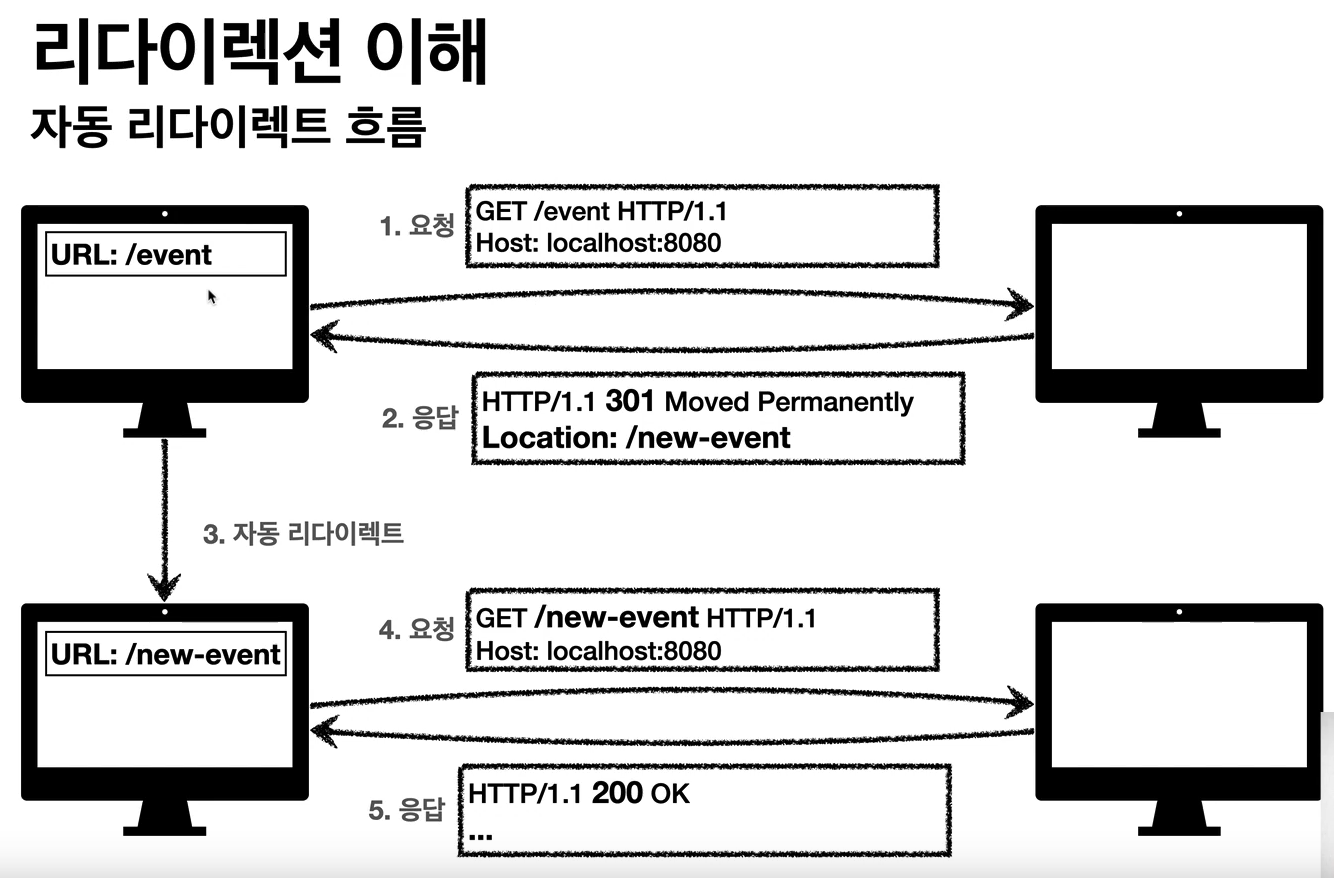 리다이렉션 이해
자동 리다이렉트 흐름
URL: /event
1. 요청
GET /event HTTP/1.1
Host: localhost:8080
2. 응답
HTTP/1.1 301 Moved Permanently
Location: /new-event
3. 자동 리다이렉트
URL: /new-event
4. 요청
GET /new-event HTTP/1.1
Host: localhost:8080
5. 응답
HTTP/1.1 200 OK
...